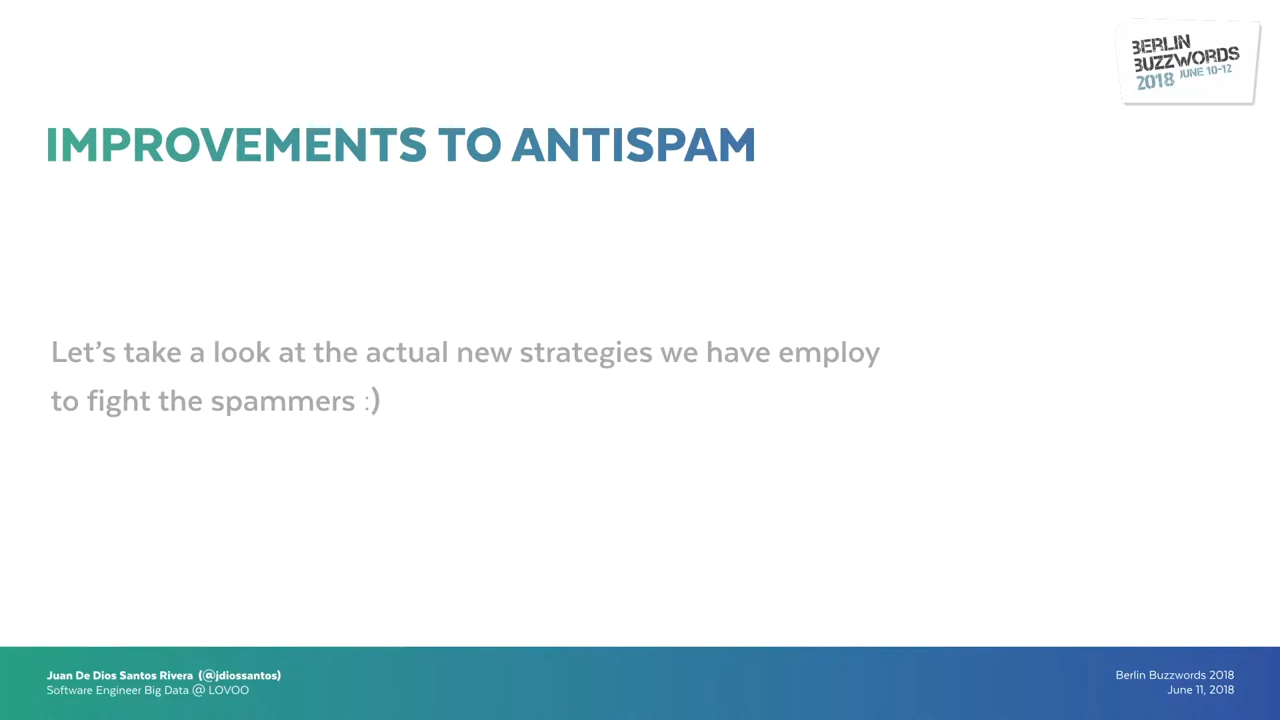 BERLIN
BUZZWORDS
2018 JUNE 10-12
IMPROVEMENTS TO ANTISPAM
Let's take a look at the actual new strategies we have employ
to fight the spammers :)
Juan De Dios Santos Rivera (@jdiossantos)
Software Engineer Big Data @ LOVOO
Berlin Buzzwords 2018
June 11, 2018